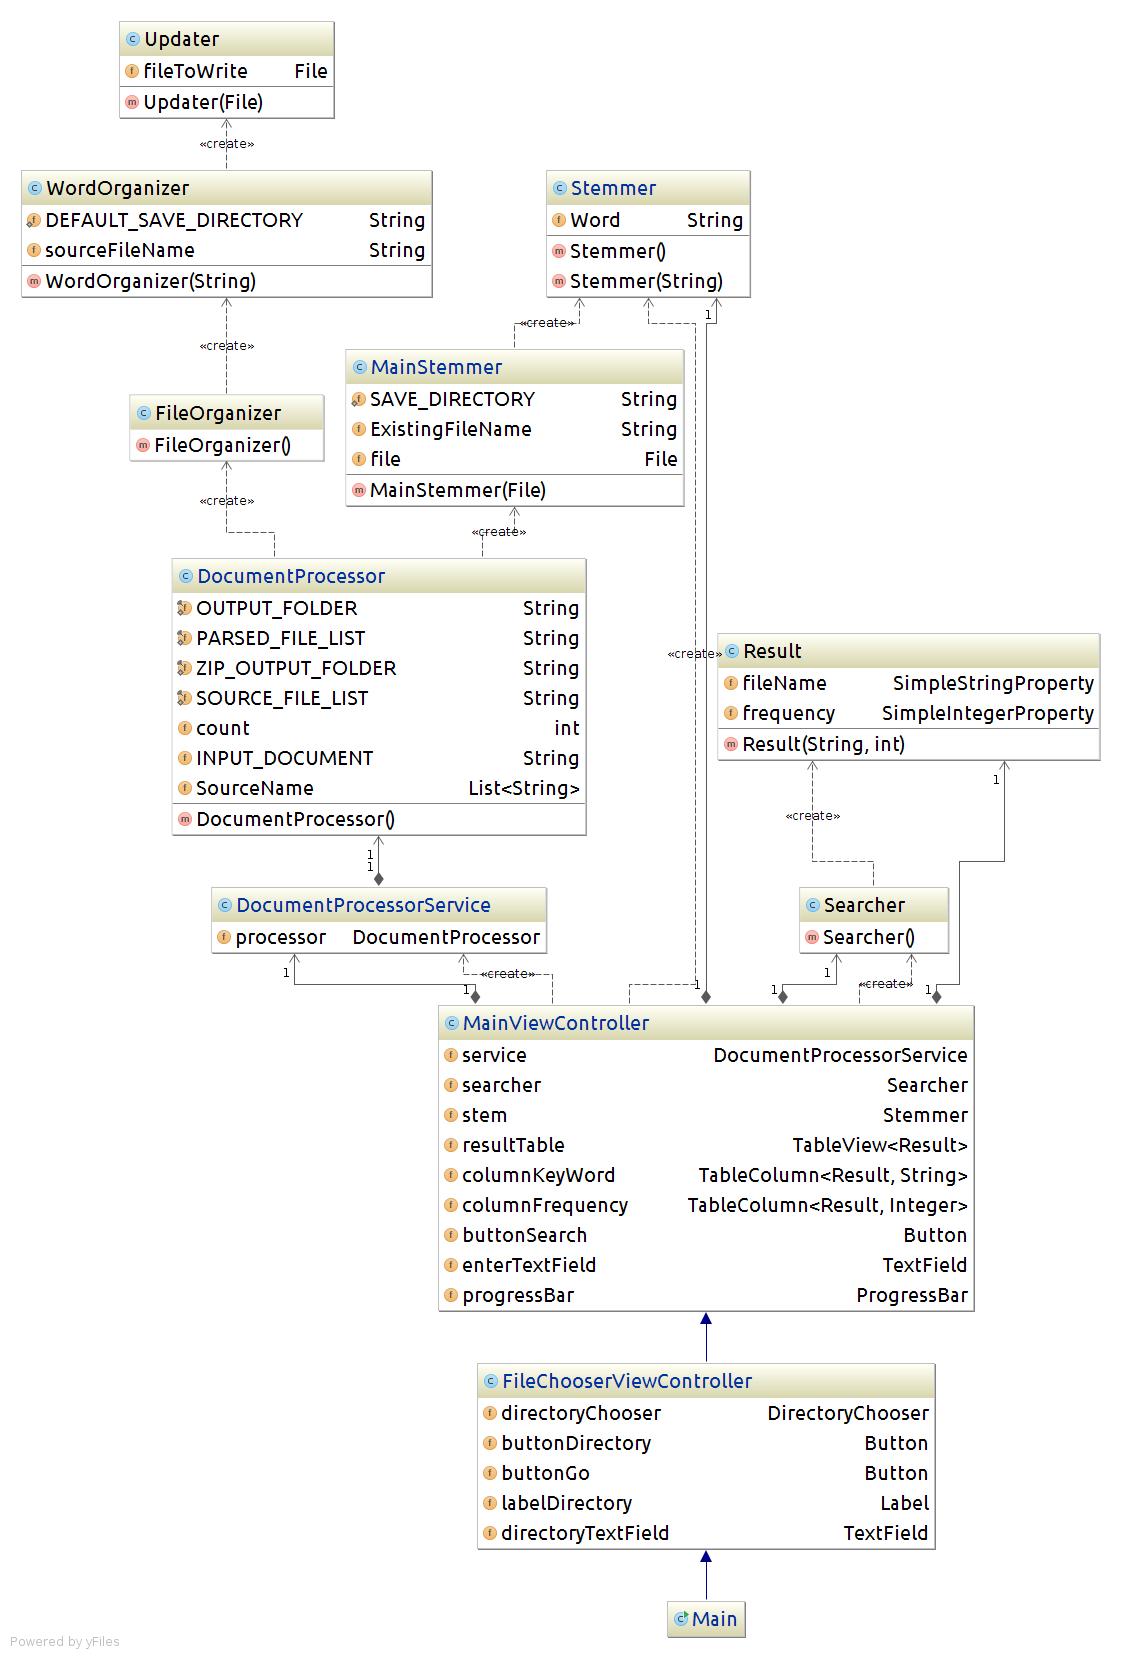 Updater
fileToWrite File
Updater(File)
«create»
WordOrganizer
DEFAULT_SAVE_DIRECTORY String
sourceFileName String
WordOrganizer(String)
Stemmer
Word String
Stemmer()
Stemmer(String)
1
«create»
«create»
MainStemmer
SAVE_DIRECTORY String
ExistingFileName String
file File
MainStemmer(File)
FileOrganizer
FileOrganizer()
«create»
«create»
DocumentProcessor
OUTPUT_FOLDER String
PARSED_FILE_LIST String
ZIP_OUTPUT_FOLDER String
SOURCE_FILE_LIST String
count int
INPUT_DOCUMENT String
SourceName List<String>
DocumentProcessor()
«create»
Result
fileName SimpleStringProperty
frequency SimpleIntegerProperty
Result(String, int)
1
«create»
1
1
DocumentProcessorService
processor DocumentProcessor
Searcher
Searcher()
1
«create»
1
1
1
1
«create»
1
MainViewController
service DocumentProcessorService
searcher Searcher
stem Stemmer
resultTable TableView<Result>
columnKeyWord TableColumn<Result, String>
columnFrequency TableColumn<Result, Integer>
buttonSearch Button
enterTextField TextField
progressBar ProgressBar
FileChooserViewController
directoryChooser DirectoryChooser
buttonDirectory Button
buttonGo Button
labelDirectory Label
directoryTextField TextField
Main
Powered by yFiles